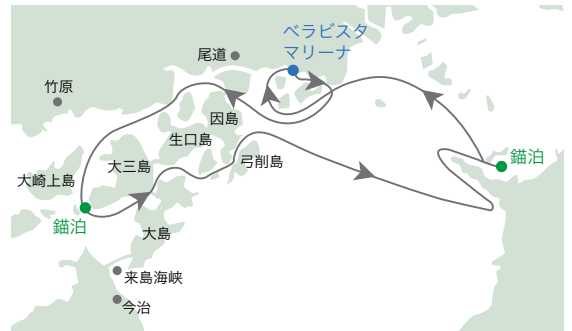 ベラビスタ
マリーナ
尾道
竹原
因島
生口島
錨泊
大三島
弓削島
大崎上島
錨泊
大島
来島海峡
今治